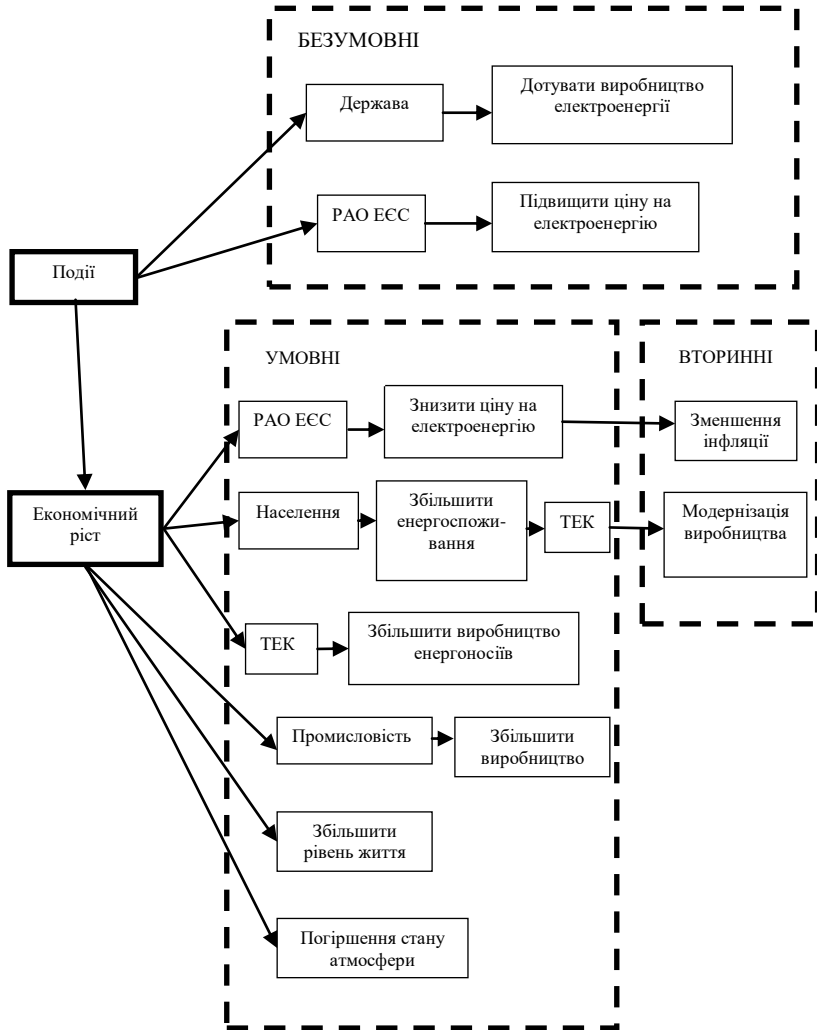 БЕЗУМОВНІ
Держава
Дотувати виробництво
електроенергії
РАО ЕЄС
Підвищити ціну на
електроенергію
Події
УМОВНІ
ВТОРИННІ
РАО ЕЄС
Знизити ціну на
електроенергію
Зменшення
інфляції
Економічний
ріст
Населення
Збільшити
енергоспожи-
вання
ТЕК
Модернізація
виробництва
ТЕК
Збільшити виробництво
енергоносіїв
Промисловість
Збільшити
виробництво
Збільшити
рівень життя
Погіршення стану
атмосфери